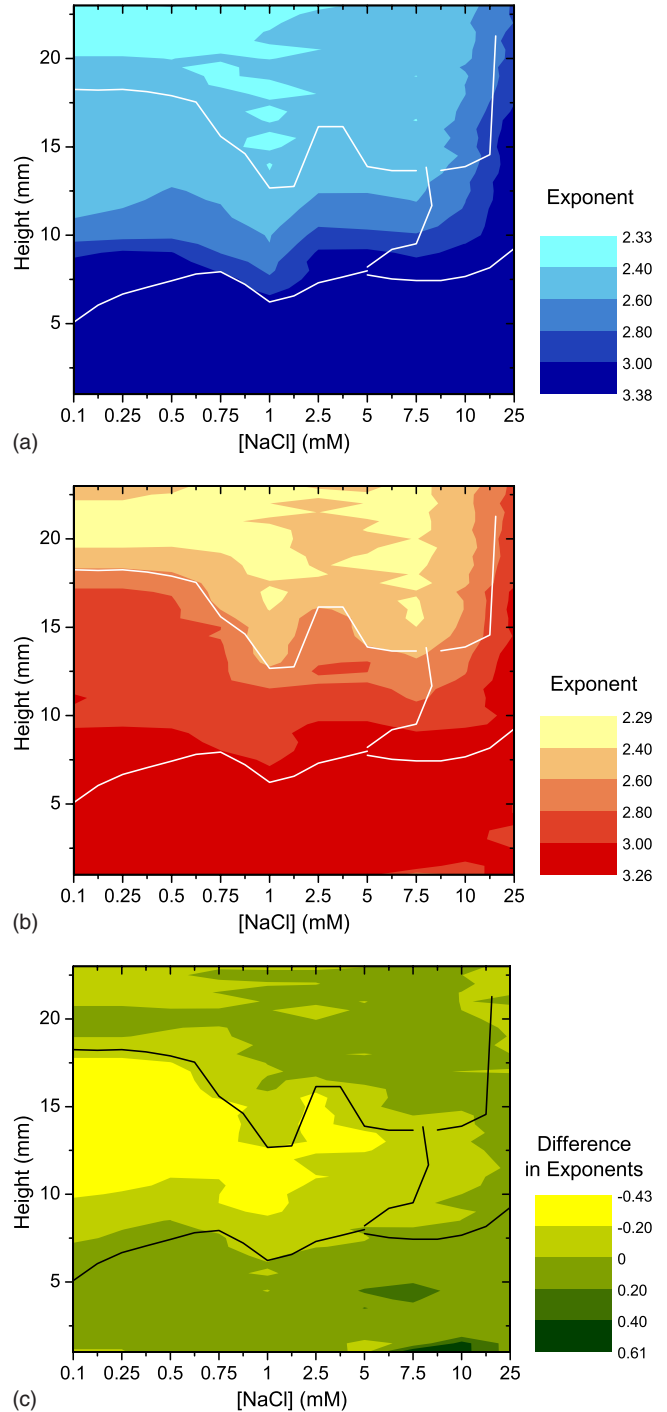 20
15
10
5
Height (mm)
0.1 0.25 0.5 0.75 1 2.5 5 7.5 10 25
[NaCl] (mM)
(a)
Exponent
2.33
2.40
2.60
2.80
3.00
3.38
20
15
10
5
Height (mm)
0.1 0.25 0.5 0.75 1 2.5 5 7.5 10 25
[NaCl] (mM)
(b)
Exponent
2.29
2.40
2.60
2.80
3.00
3.26
20
15
10
5
Height (mm)
0.1 0.25 0.5 0.75 1 2.5 5 7.5 10 25
[NaCl] (mM)
(c)
Difference
in Exponents
-0.43
-0.20
0
0.20
0.40
0.61